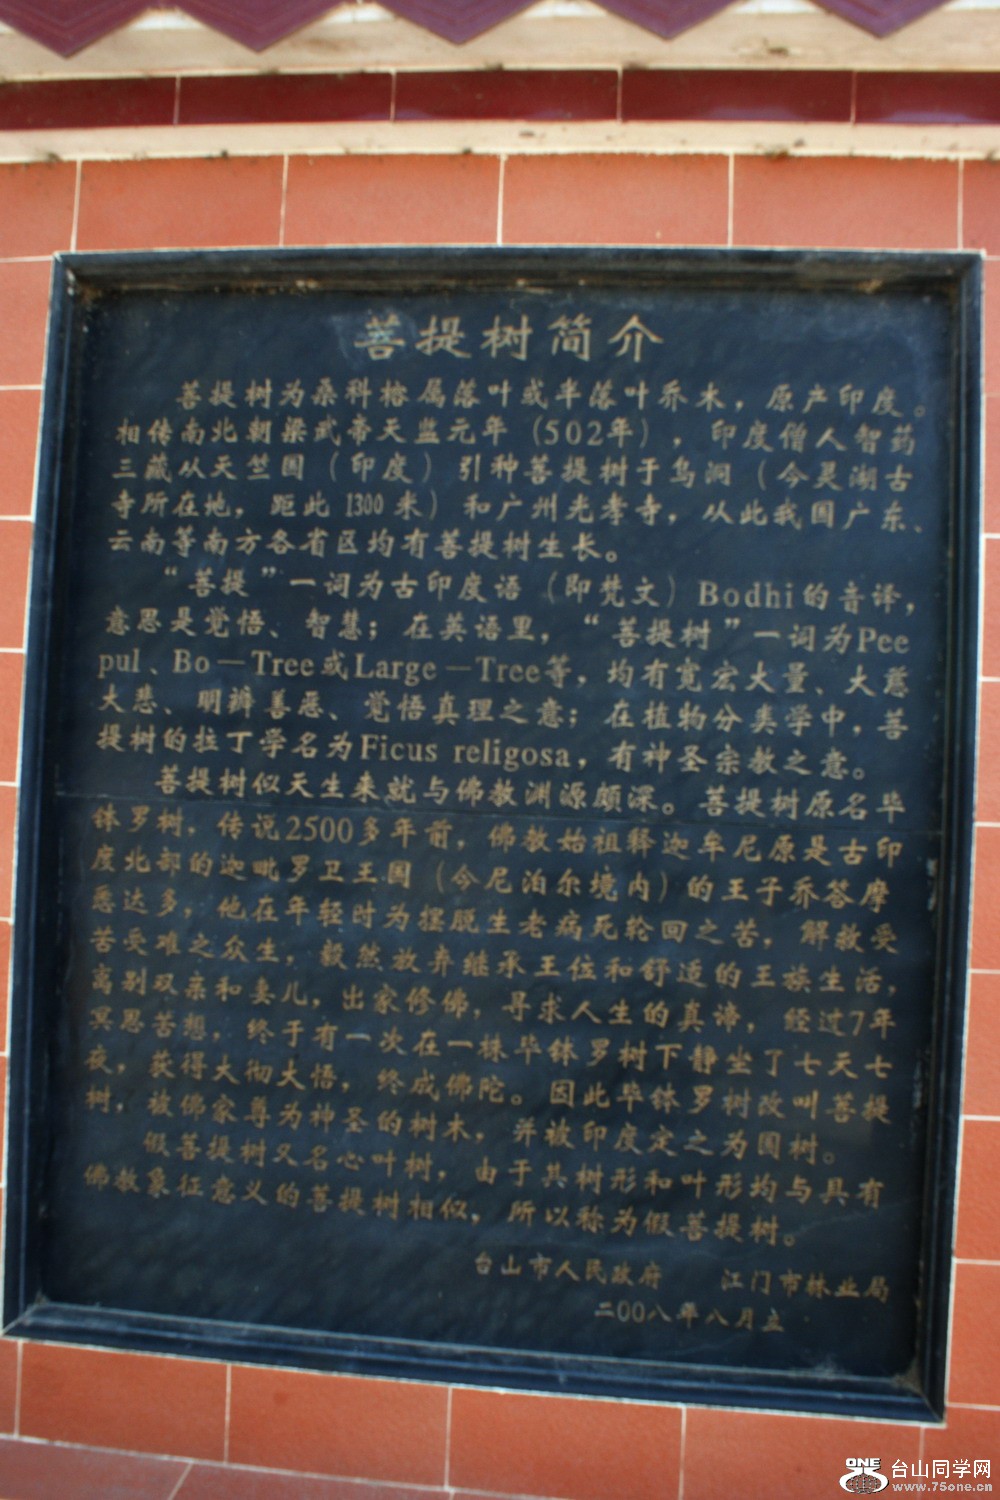 菩提树简介
菩提树为桑科榕属落叶或半落叶乔木，原产印度。
相传南北朝梁武帝天监元年（502年），印度僧人智药
三藏从天竺国（印度）引种菩提树于乌洞（今灵湖古
寺所在地，距此1300米）和广州光孝寺，从此我国广东、
云南等南方各省区均有菩提树生长。
“菩提”一词为古印度语（即梵文）Bodhi的音译，
意思是觉悟、智慧；在英语里，“菩提树”一词为Pee
pul、Bo—Tree或Large—Tree等，均有宽宏大量、大慈
大悲、明辨善恶、觉悟真理之意；在植物分类学中，菩
提树的拉丁学名为Ficus religosa，有神圣宗教之意。
菩提树似天生来就与佛教渊源颇深。菩提树原名毕
钵罗树，传说2500多年前，佛教始祖释迦牟尼原是古印
度北部的迦毗罗卫王国（今尼泊尔境内）的王子乔答摩
悉达多，他在年轻时为摆脱生老病死轮回之苦，解救受
苦受难之众生，毅然放弃继承王位和舒适的王族生活，
离别双亲和妻儿，出家修佛，寻求人生的真谛，经过7年
冥思苦想，终于有一次在一株毕钵罗树下静坐了七天七
夜，获得大彻大悟，终成佛陀。因此毕钵罗树改叫菩提
树，被佛家尊为神圣的树木，并被印度定之为国树。
假菩提树又名心叶树，由于其树形和叶形均与具有
佛教象征意义的菩提树相似，所以称为假菩提树。
台山市人民政府 江门市林业局
二00八年八月立
ONE 台山同学网
www.75one.cn